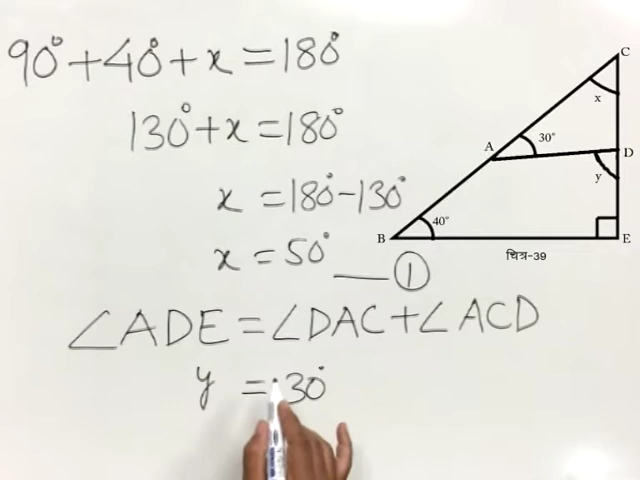 90° + 40° + x = 180°
130° + x = 180°
x = 180° - 130°
x = 50° ——①
∠ADE = ∠DAC + ∠ACD
y = 30°
C
x
30°
A
D
y
40°
B
E
चित्र-39